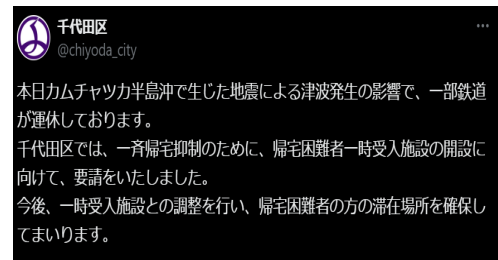 千代田区
@chiyoda_city
本日カムチャツカ半島沖で生じた地震による津波発生の影響で、一部鉄道
が運休しております。
千代田区では、一斉帰宅抑制のために、帰宅困難者一時受入施設の開設に
向けて、要請をいたしました。
今後、一時受入施設との調整を行い、帰宅困難者の方の滞在場所を確保し
てまいります。